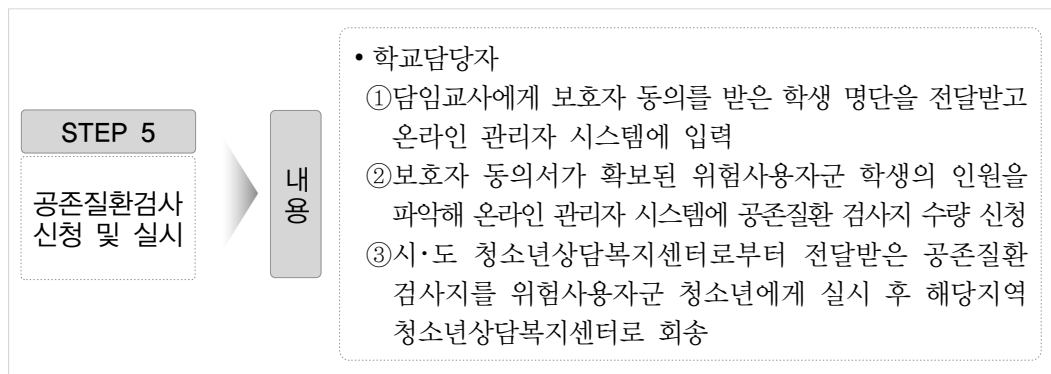 STEP 5
공존질환검사
신청 및 실시
내
용
• 학교담당자
①담임교사에게 보호자 동의를 받은 학생 명단을 전달받고
온라인 관리자 시스템에 입력
②보호자 동의서가 확보된 위험사용자군 학생의 인원을
파악해 온라인 관리자 시스템에 공존질환 검사지 수량 신청
③시·도 청소년상담복지센터로부터 전달받은 공존질환
검사지를 위험사용자군 청소년에게 실시 후 해당지역
청소년상담복지센터로 회송